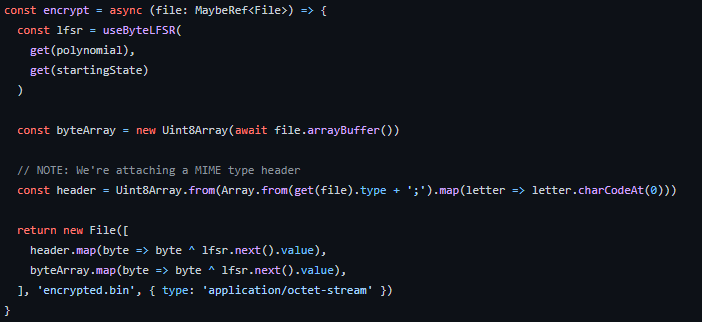 const encrypt = async (file: MaybeRef<File>) => {
  const lfsr = useByteLFSR(
    get(polynomial),
    get(startingState)
  )

  const byteArray = new Uint8Array(await file.arrayBuffer())

  // NOTE: We're attaching a MIME type header
  const header = Uint8Array.from(Array.from(get(file).type + ';').map(letter => letter.charCodeAt(0)))

  return new File([
    header.map(byte => byte ^ lfsr.next().value),
    byteArray.map(byte => byte ^ lfsr.next().value),
  ], 'encrypted.bin', { type: 'application/octet-stream' })
}